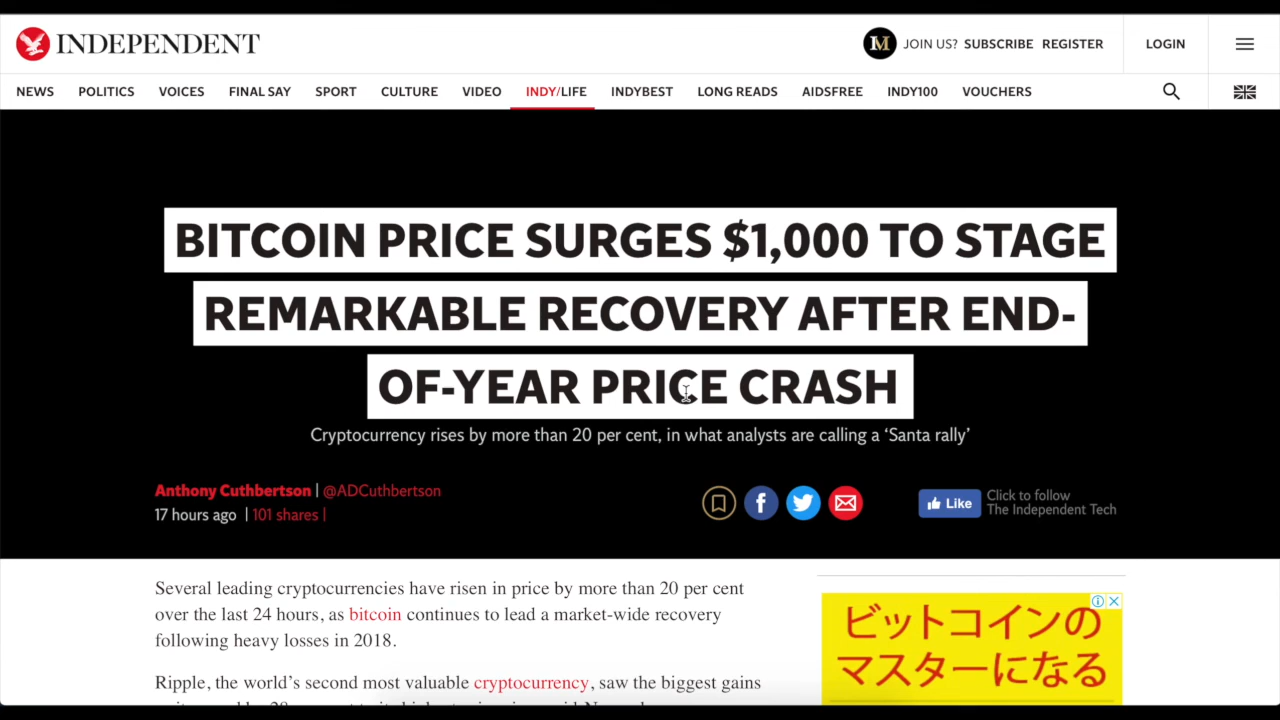 INDEPENDENT
JOIN US? SUBSCRIBE REGISTER LOGIN
NEWS POLITICS VOICES FINAL SAY SPORT CULTURE VIDEO INDY/LIFE INDYBEST LONG READS AIDSFREE INDY100 VOUCHERS
BITCOIN PRICE SURGES $1,000 TO STAGE
REMARKABLE RECOVERY AFTER END-
OF-YEAR PRICE CRASH
Cryptocurrency rises by more than 20 per cent, in what analysts are calling a ‘Santa rally’
Anthony Cuthbertson | @ADCuthbertson
17 hours ago | 101 shares |
Like
Click to follow
The Independent Tech
Several leading cryptocurrencies have risen in price by more than 20 per cent
over the last 24 hours, as bitcoin continues to lead a market-wide recovery
following heavy losses in 2018.
Ripple, the world’s second most valuable cryptocurrency, saw the biggest gains
ビットコインの
マスターになる